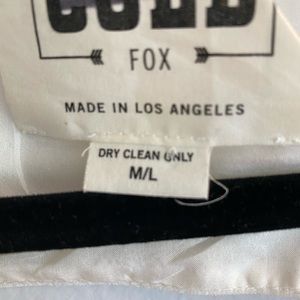 FOX
MADE IN LOS ANGELES
DRY CLEAN ONLY
M/L